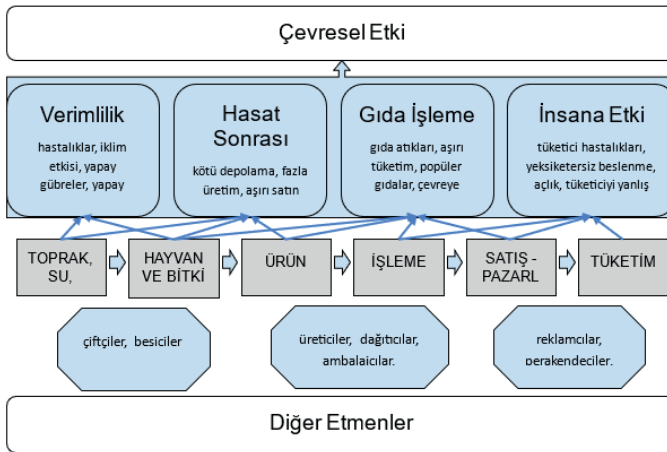 Çevresel Etki
Verimlilik
hastalıklar, iklim
etkisi, yapay
gübreler, yapay
Hasat
Sonrası
kötü depolama, fazla
üretim, aşırı satın
Gıda İşleme
gıda atıkları, aşırı
tüketim, popüler
gıdalar, çevreye
İnsana Etki
tüketici hastalıkları,
yeksiketersiz beslenme,
açlık, tüketiciyi yanlış
TOPRAK,
SU,
HAYVAN
VE BİTKİ
ÜRÜN
İŞLEME
SATIŞ -
PAZARL
TÜKETİM
çiftçiler, besiciler
üreticiler, dağıtıcılar,
ambalajcılar,
reklamcılar,
perakendeciler,
Diğer Etmenler